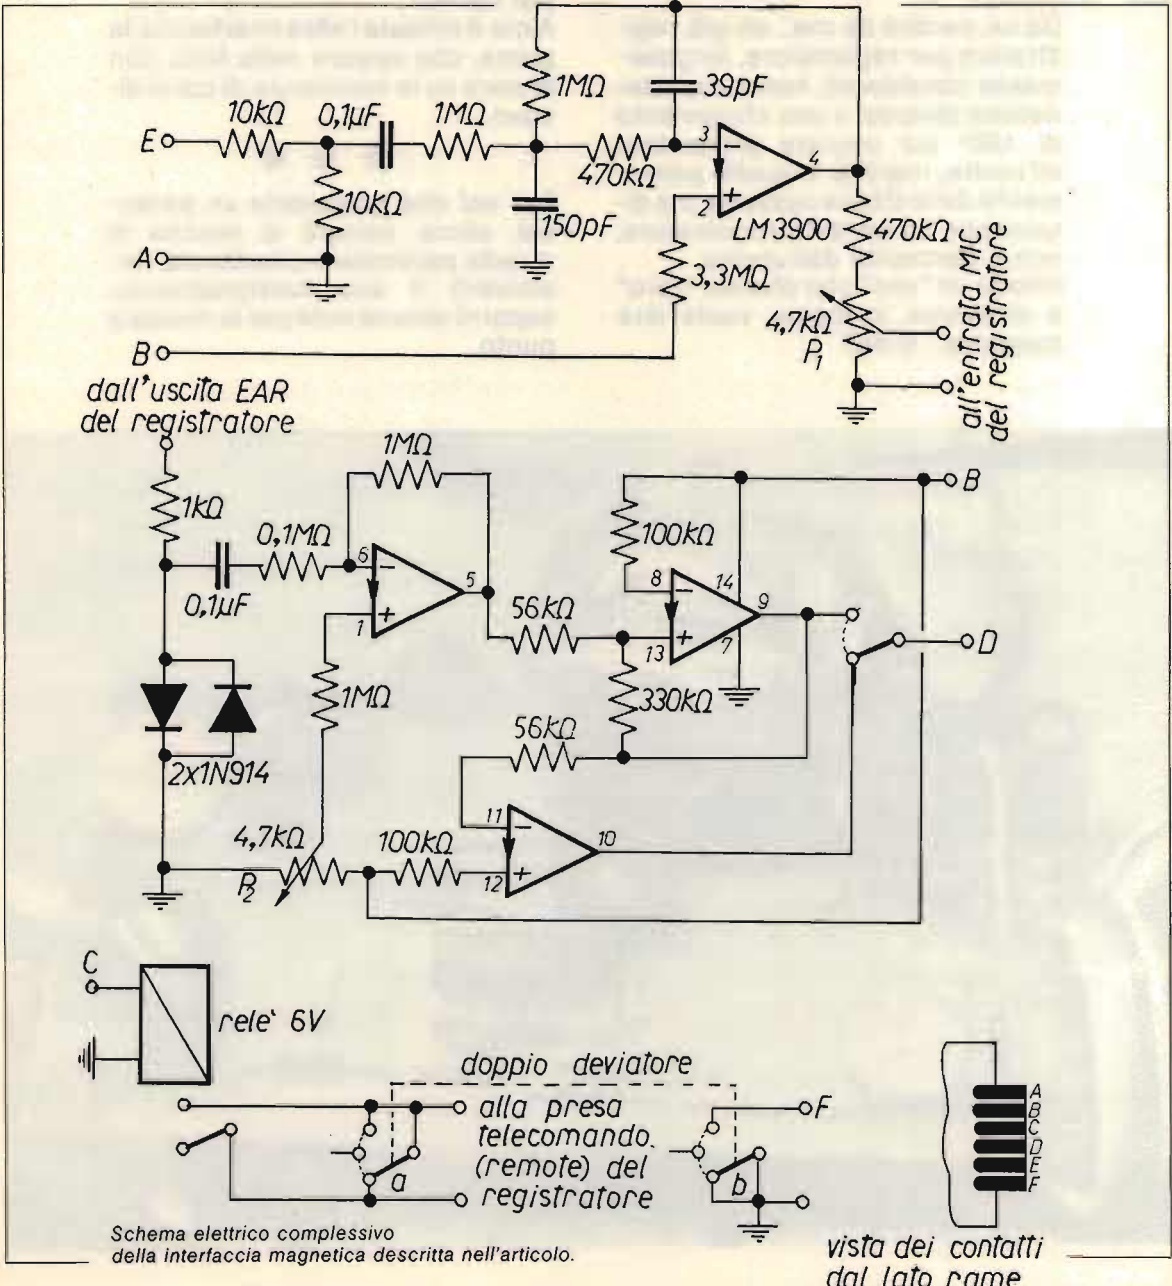 1MΩ
39pF
10kΩ
0,1µF
1MΩ
E
3
-
4
470kΩ
10kΩ
150pF
+
2
LM3900
470kΩ
A
3,3MΩ
4,7kΩ
P1
all'entrata MIC
del registratore
B
dall'uscita EAR
del registratore
1MΩ
B
1kΩ
100kΩ
0,1MΩ
6
-
5
8
-
14
9
0,1µF
+
1
56kΩ
+
13
7
D
1MΩ
330kΩ
56kΩ
2x1N914
11
-
10
4,7kΩ
100kΩ
P2
+
12
C
rele' 6V
doppio deviatore
alla presa
telecomando.
(remote) del
registratore
a
F
b
A
B
C
D
E
F
Schema elettrico complessivo
della interfaccia magnetica descritta nell'articolo.
vista dei contatti
dal lato rame